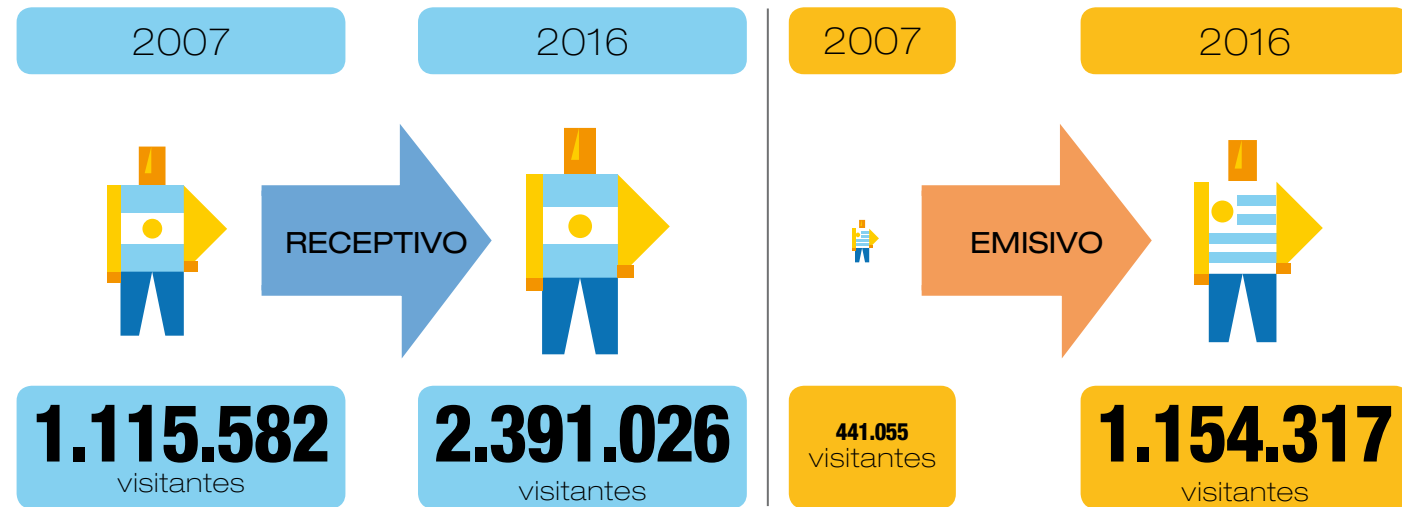 2007
2016
RECEPTIVO
1.115.582
visitantes
2.391.026
visitantes
2007
2016
EMISIVO
441.055
visitantes
1.154.317
visitantes